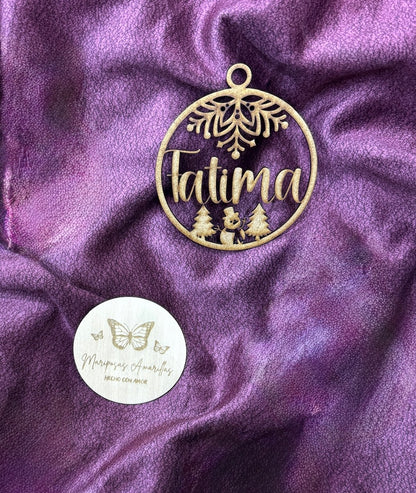 Fatima
Mariposas Amarillas
HECHO CON AMOR